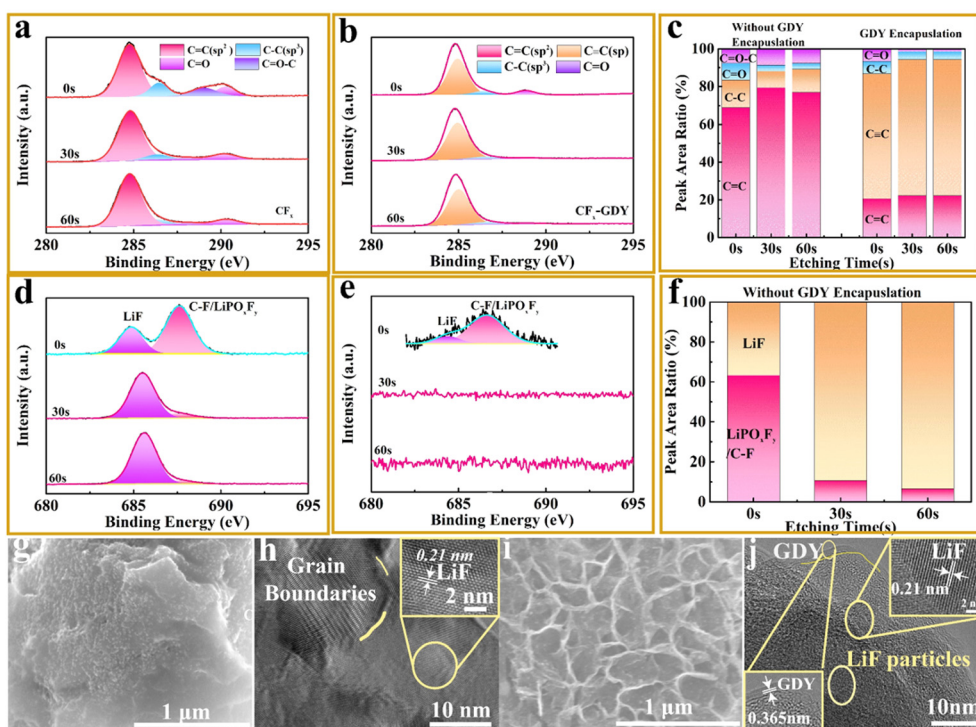 a
C=C(sp²) C-C(sp³)
C=O C=O-C
0s
30s
60s
CFₓ
Intensity (a.u.)
280 285 290 295
Binding Energy (eV)
b
C=C(sp²) C≡C(sp)
C-C(sp³) C=O
0s
30s
60s
CFₓ-GDY
Intensity (a.u.)
280 285 290 295
Binding Energy (eV)
c
Without GDY
Encapuslation
GDY Encapuslation
100
80
60
40
20
0
Peak Area Ratio (%)
C=O-C
C=O
C-C
C=C
C=O
C-C
C≡C
C=C
0s 30s 60s 0s 30s 60s
Etching Time(s)
d
LiF
C-F/LiPOₓFᵧ
0s
30s
60s
Intensity (a.u.)
680 685 690 695
Binding Energy (eV)
e
C-F/LiPOₓFᵧ
LiF
0s
30s
60s
Intensity (a.u.)
680 685 690 695
Binding Energy (eV)
f
Without GDY Encapuslation
100
80
60
40
20
0
Peak Area Ratio (%)
LiF
LiPOₓFᵧ
/C-F
0s 30s 60s
Etching Time(s)
g
1 μm
h
Grain
Boundaries
0.21 nm
LiF
2 nm
10 nm
i
1 μm
j
GDY
LiF
0.21 nm
LiF particles
GDY
0.365nm
10nm